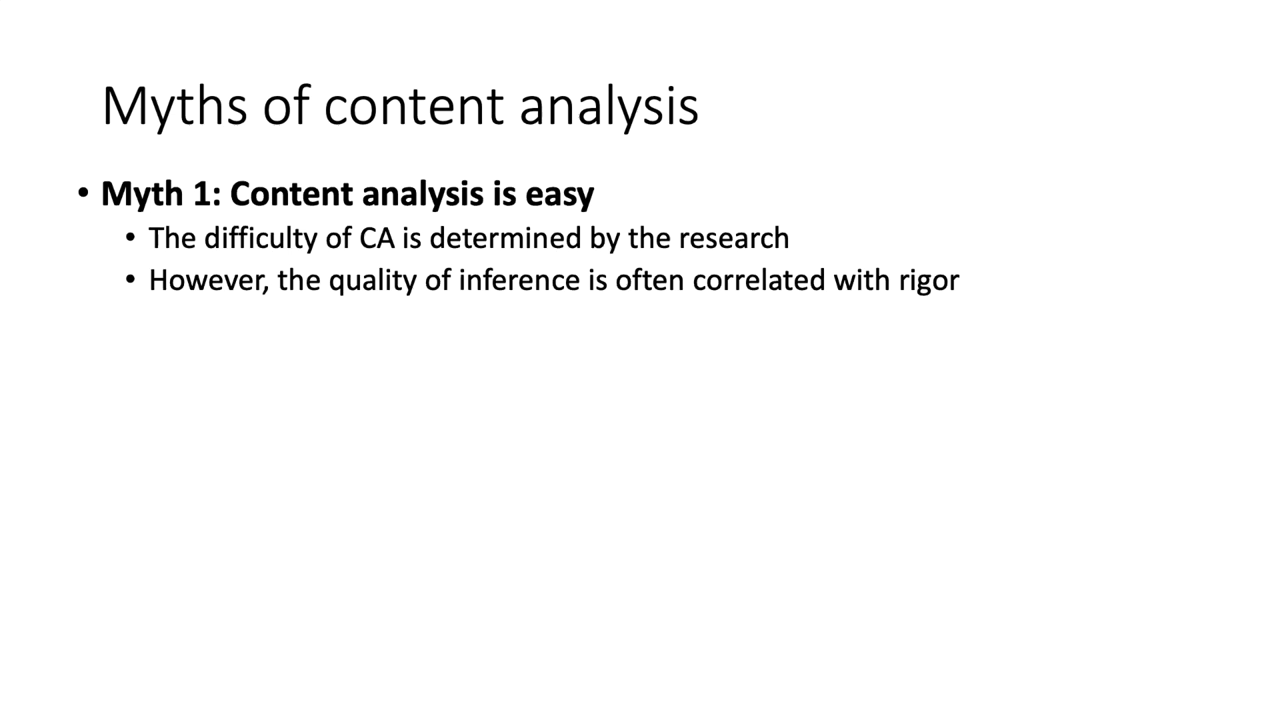 Myths of content analysis
• Myth 1: Content analysis is easy
• The difficulty of CA is determined by the research
• However, the quality of inference is often correlated with rigor